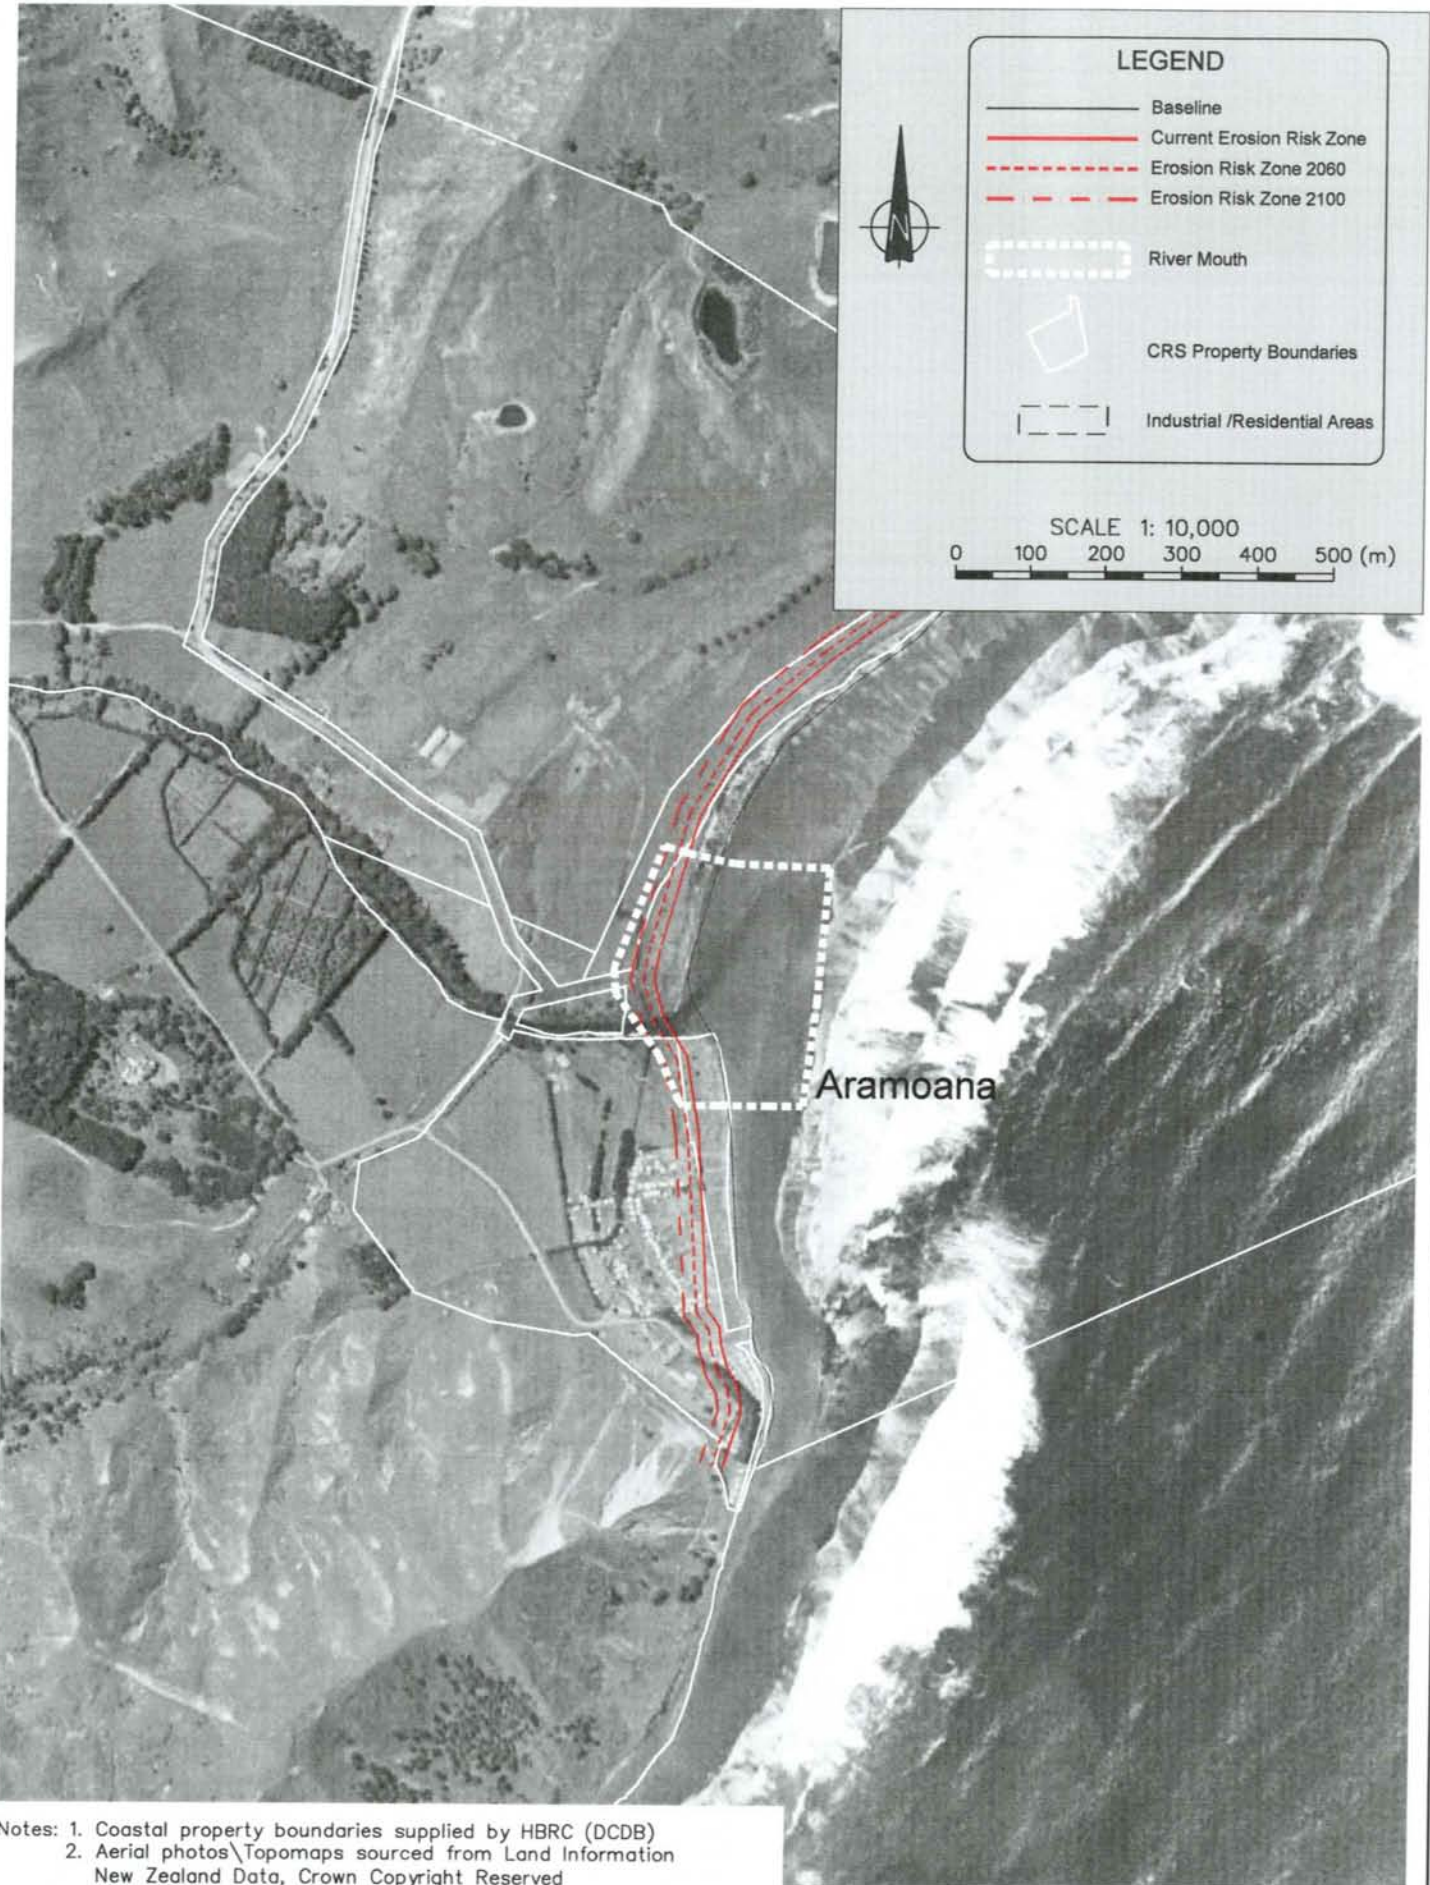 LEGEND
Baseline
Current Erosion Risk Zone
Erosion Risk Zone 2060
Erosion Risk Zone 2100
N
River Mouth
CRS Property Boundaries
Industrial /Residential Areas
SCALE 1: 10,000
0 100 200 300 400 500 (m)
Aramoana
Notes: 1. Coastal property boundaries supplied by HBRC (DCDB)
2. Aerial photos\Topomaps sourced from Land Information
New Zealand Data, Crown Copyright Reserved